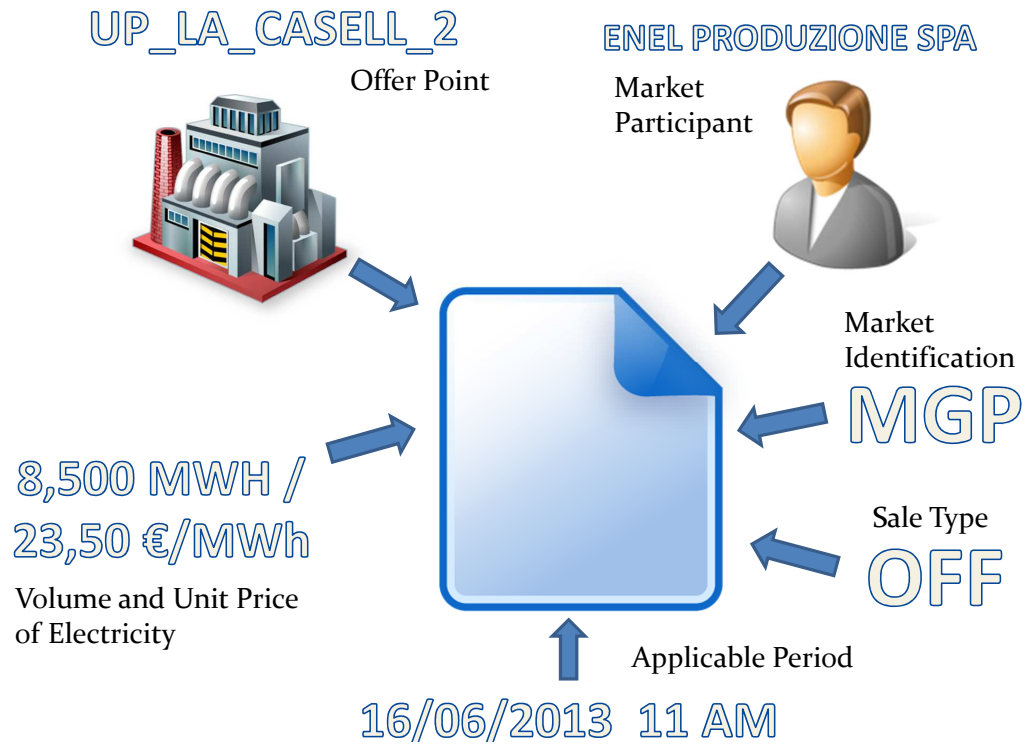 UP_LA_CASELL_2
Offer Point
ENEL PRODUZIONE SPA
Market
Participant
Market
Identification
MGP
8,500 MWH /
23,50 €/MWh
Volume and Unit Price
of Electricity
Sale Type
OFF
Applicable Period
16/06/2013 11 AM